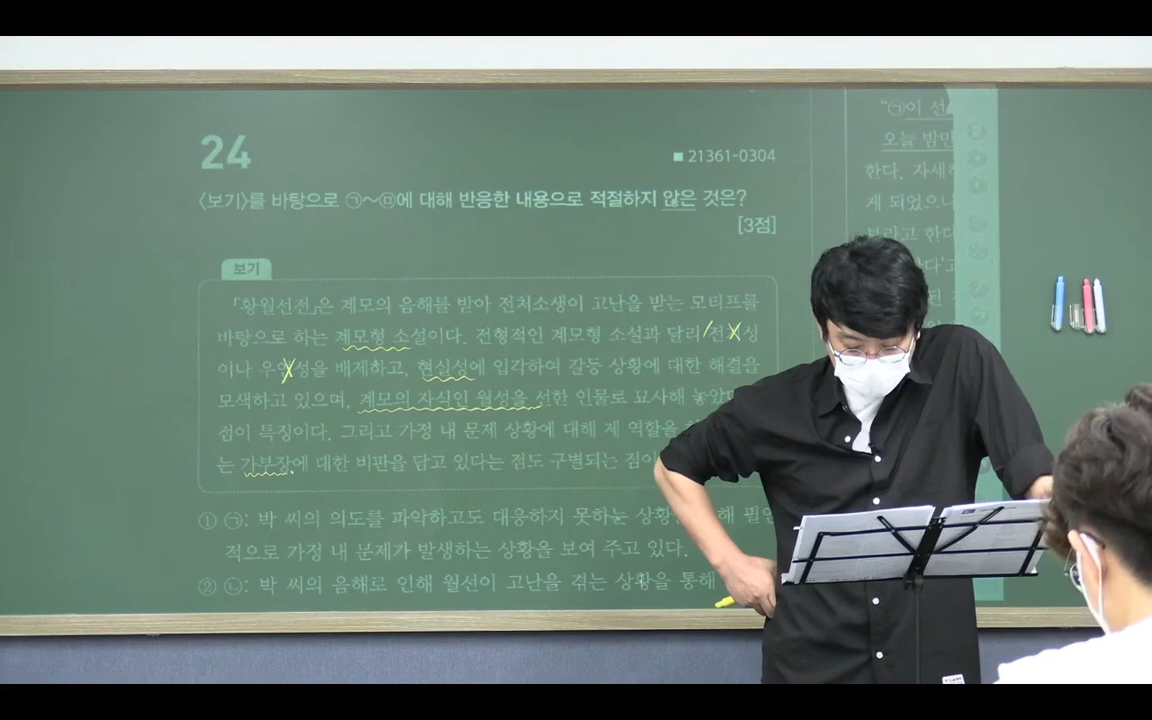 24
■ 21361-0304
〈보기〉를 바탕으로 ㉠~㉤에 대해 반응한 내용으로 적절하지 않은 것은?
[3점]
보기
「황월선전」은 계모의 음해를 받아 전처소생이 고난을 받는 모티프를
바탕으로 하는 계모형 소설이다. 전형적인 계모형 소설과 달리 전 성
이나 우연성을 배제하고, 현실성에 입각하여 갈등 상황에 대한 해결을
모색하고 있으며, 계모의 자식인 월성을 선한 인물로 묘사해 놓았
점이 특징이다. 그리고 가정 내 문제 상황에 대해 제 역할을
는 가부장에 대한 비판을 담고 있다는 점도 구별되는 점
① ㉠: 박 씨의 의도를 파악하고도 대응하지 못하는 상황 해 필연
적으로 가정 내 문제가 발생하는 상황을 보여 주고 있다.
② ㉡: 박 씨의 음해로 인해 월선이 고난을 겪는 상황을 통해
“㉠이 선
오늘 밤만
한다. 자세히
게 되었으나
보라고 한다
다'고